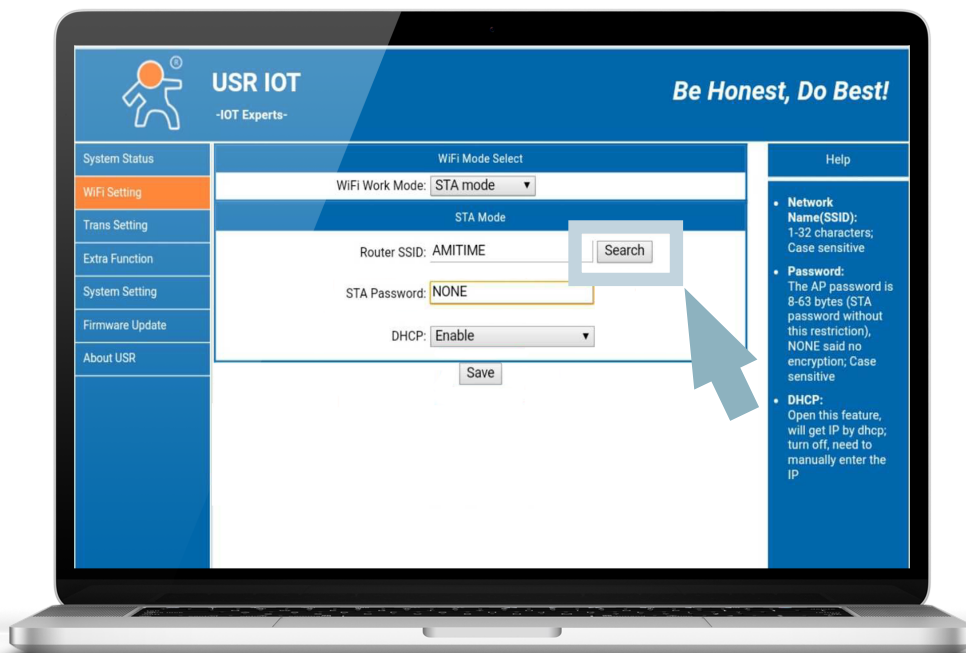 ®
USR IOT
-IOT Experts-
Be Honest, Do Best!
System Status
WiFi Setting
Trans Setting
Extra Function
System Setting
Firmware Update
About USR
WiFi Mode Select
WiFi Work Mode: STA mode
STA Mode
Router SSID: AMITIME Search
STA Password: NONE
DHCP: Enable
Save
Help
• Network
Name(SSID):
1-32 characters;
Case sensitive
• Password:
The AP password is
8-63 bytes (STA
password without
this restriction),
NONE said no
encryption; Case
sensitive
• DHCP:
Open this feature,
will get IP by dhcp;
turn off, need to
manually enter the
IP